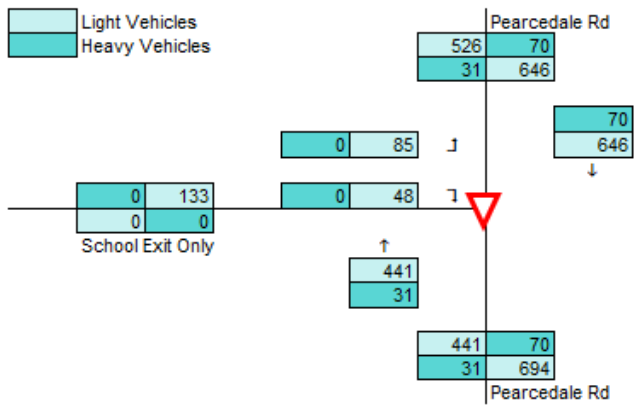 Light Vehicles
Heavy Vehicles
Pearcedale Rd
526 70
31 646
70
646
↓
0 85
0 133
0 48
0 0
School Exit Only
↑
441
31
441 70
31 694
Pearcedale Rd